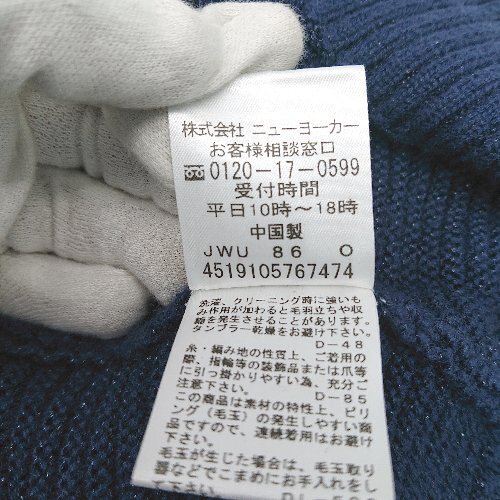 株式会社 ニューヨーカー
お客様相談窓口
0120-17-0599
受付時間
平日10時〜18時
中国製
JWU 86 O
4519105767474
洗濯、クリーニング時に強いも
み作用が加わると毛羽立ちや収
縮を発生させることがあります。
タンブラー乾燥をお避け下さい。
D-48
糸・編み地の性質上、ご着用の
際、指輪等の装飾品または爪等
に引っ掛かりやすい為、充分ご
注意下さい。 D-85
この商品は素材の特性上、ピリ
ング（毛玉）の発生しやすい商
品ですので、連続着用はお避け
下さい。
毛玉が生じた場合は、毛玉取り
器などでこまめにお手入れをし
て下さい。